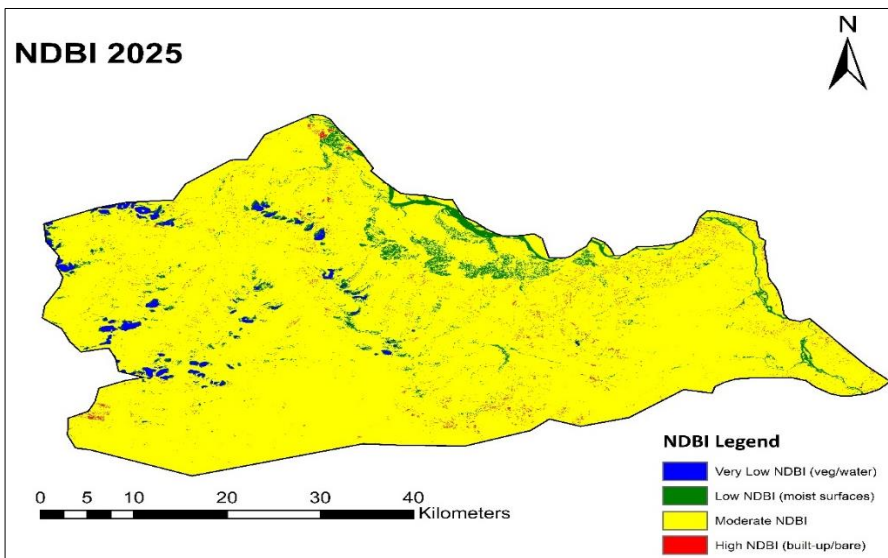 NDBI 2025
N
NDBI Legend
Very Low NDBI (veg/water)
Low NDBI (moist surfaces)
Moderate NDBI
High NDBI (built-up/bare)
0 5 10 20 30 40
Kilometers